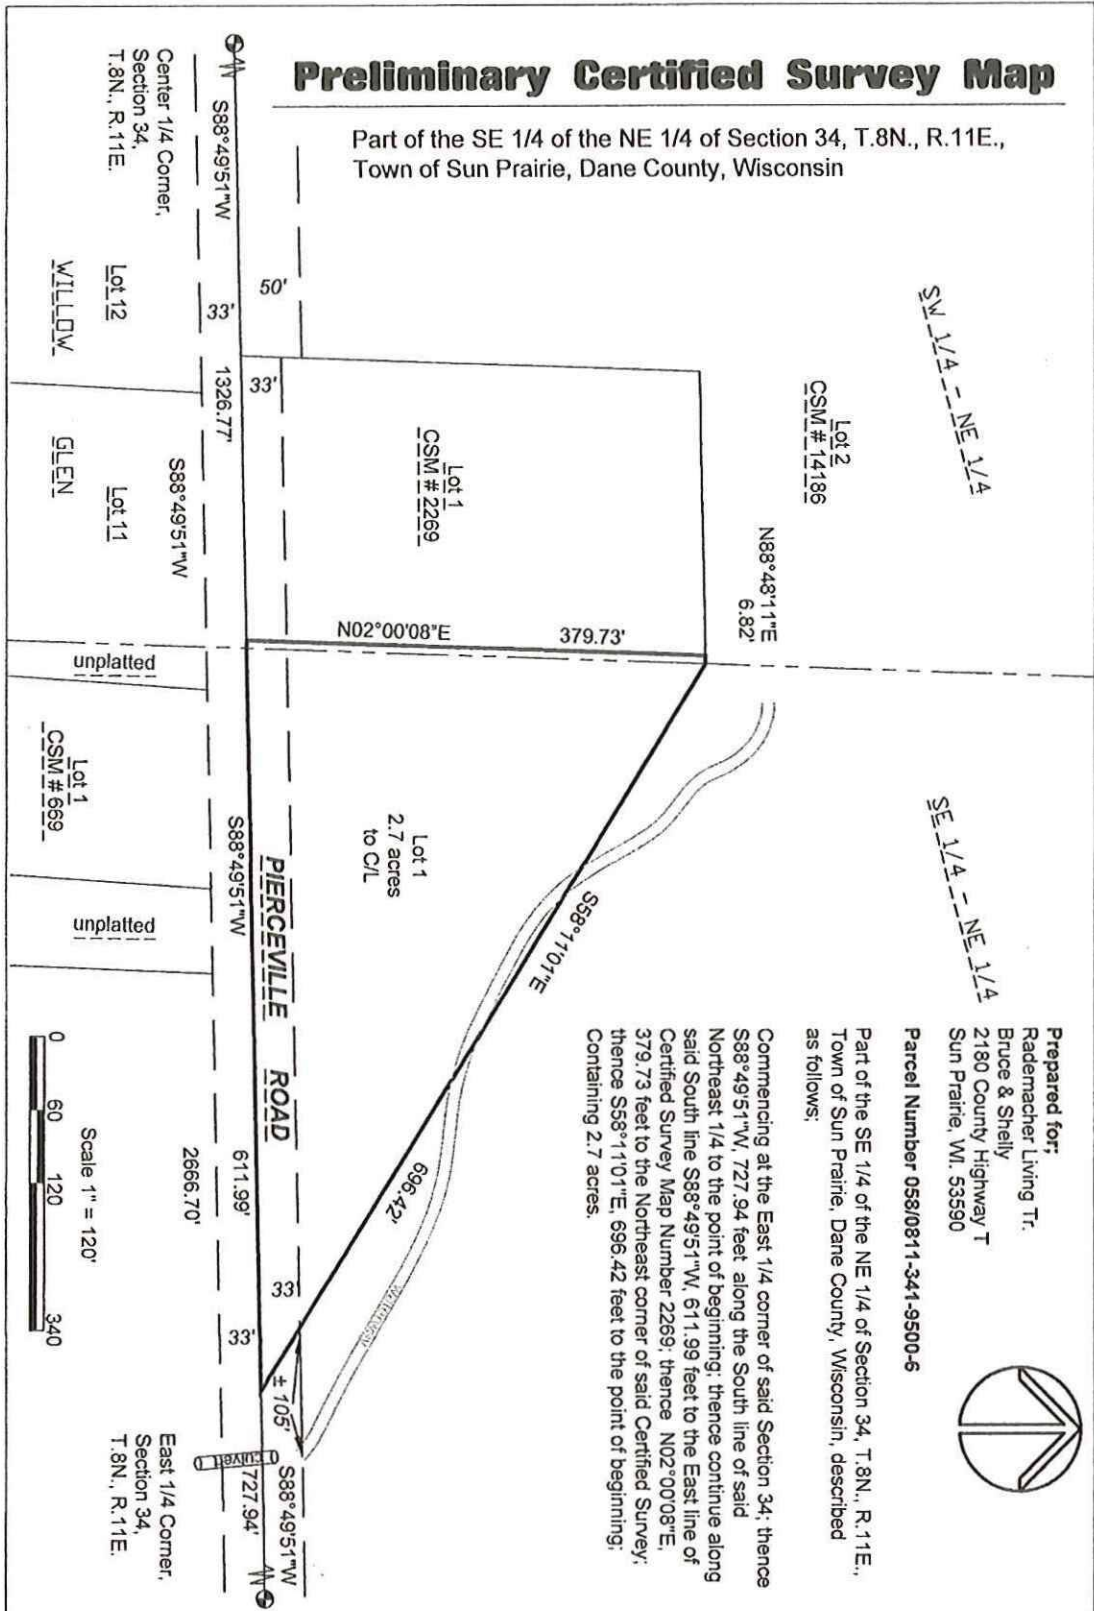 Preliminary Certified Survey Map
Part of the SE 1/4 of the NE 1/4 of Section 34, T.8N., R.11E.,
Town of Sun Prairie, Dane County, Wisconsin
SW 1/4 - NE 1/4
SE 1/4 - NE 1/4
Lot 2
CSM # 14186
N88°48'11"E
6.82'
Lot 1
CSM # 2269
N02°00'08"E 379.73'
Lot 1
2.7 acres
to C/L
S58°11'01"E
696.42'
Waterway
Prepared for;
Rademacher Living Tr.
Bruce & Shelly
2180 County Highway T
Sun Prairie, WI. 53590
Parcel Number 058/0811-341-9500-6
Part of the SE 1/4 of the NE 1/4 of Section 34, T.8N., R.11E.,
Town of Sun Prairie, Dane County, Wisconsin, described
as follows;
Commencing at the East 1/4 corner of said Section 34; thence
S88°49'51"W, 727.94 feet along the South line of said
Northeast 1/4 to the point of beginning; thence continue along
said South line S88°49'51"W, 611.99 feet to the East line of
Certified Survey Map Number 2269; thence N02°00'08"E,
379.73 feet to the Northeast corner of said Certified Survey;
thence S58°11'01"E, 696.42 feet to the point of beginning;
Containing 2.7 acres.
50'
33'
33'
S88°49'51"W
1326.77'
S88°49'51"W
PIERCEVILLE ROAD
S88°49'51"W
611.99'
2666.70'
33'
33'
± 105'
S88°49'51"W
727.94'
culvert
Center 1/4 Corner,
Section 34,
T.8N., R.11E.
Lot 12
WILLOW
Lot 11
GLEN
unplatted
Lot 1
CSM # 669
unplatted
East 1/4 Corner,
Section 34,
T.8N., R.11E.
Scale 1" = 120'
0 60 120 340